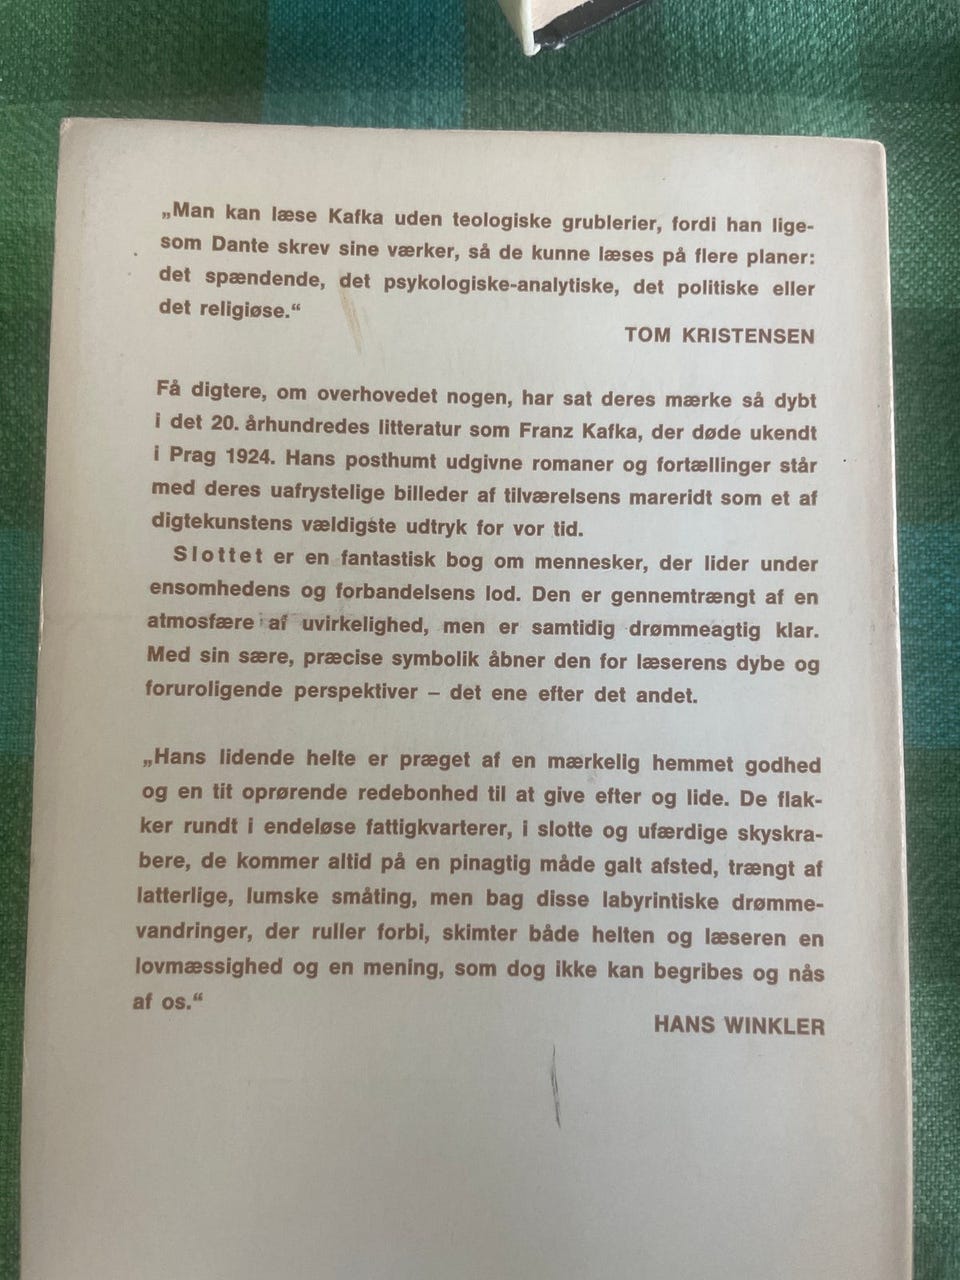 „Man kan læse Kafka uden teologiske grublerier, fordi han lige-
som Dante skrev sine værker, så de kunne læses på flere planer:
det spændende, det psykologiske-analytiske, det politiske eller
det religiøse.“
TOM KRISTENSEN
Få digtere, om overhovedet nogen, har sat deres mærke så dybt
i det 20. århundredes litteratur som Franz Kafka, der døde ukendt
i Prag 1924. Hans posthumt udgivne romaner og fortællinger står
med deres uafrystelige billeder af tilværelsens mareridt som et af
digtekunstens vældigste udtryk for vor tid.
Slottet er en fantastisk bog om mennesker, der lider under
ensomhedens og forbandelsens lod. Den er gennemtrængt af en
atmosfære af uvirkelighed, men er samtidig drømmeagtig klar.
Med sin sære, præcise symbolik åbner den for læserens dybe og
foruroligende perspektiver – det ene efter det andet.
„Hans lidende helte er præget af en mærkelig hemmet godhed
og en tit oprørende redebonhed til at give efter og lide. De flak-
ker rundt i endeløse fattigkvarterer, i slotte og ufærdige skyskra-
bere, de kommer altid på en pinagtig måde galt afsted, trængt af
latterlige, lumske småting, men bag disse labyrintiske drømme-
vandringer, der ruller forbi, skimter både helten og læseren en
lovmæssighed og en mening, som dog ikke kan begribes og nås
af os.“
HANS WINKLER